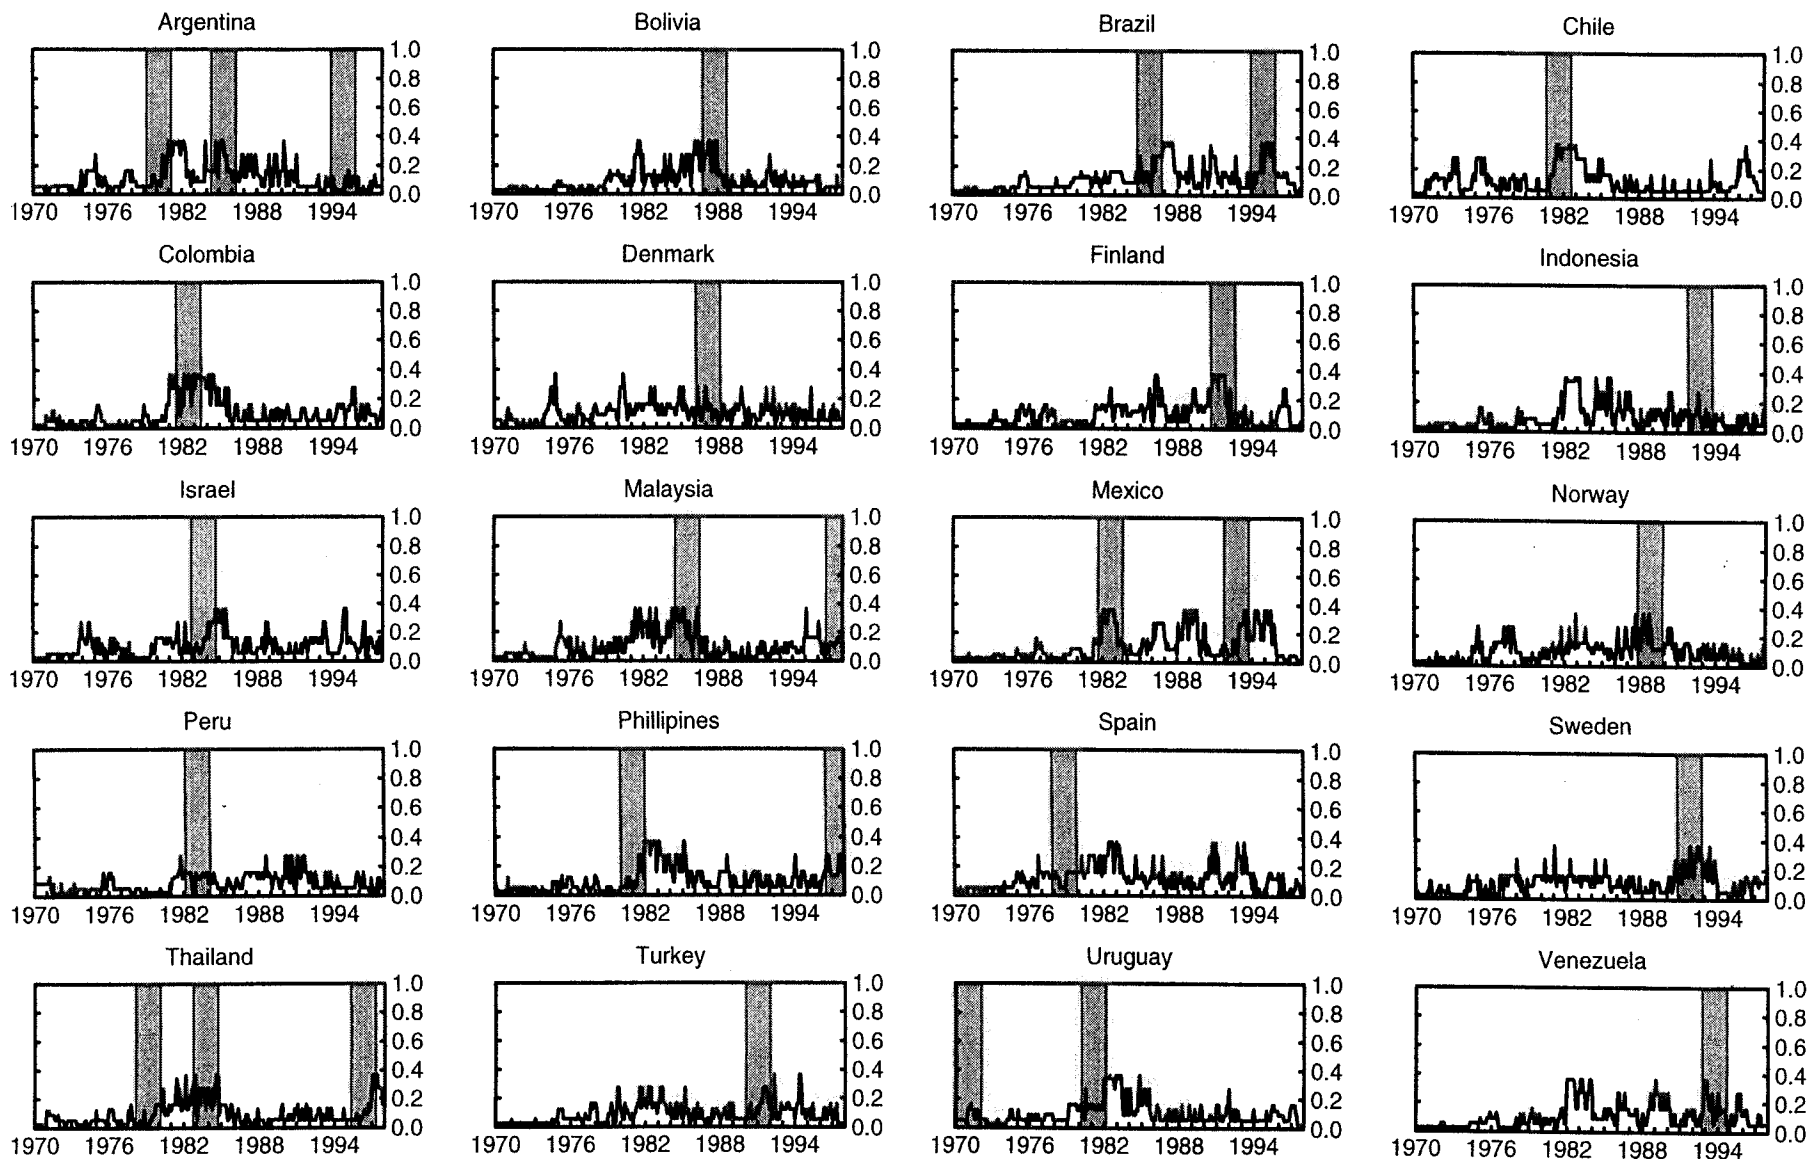 Argentina Bolivia Brazil Chile
1.0 1.0 1.0 1.0
0.8 0.8 0.8 0.8
0.6 0.6 0.6 0.6
0.4 0.4 0.4 0.4
0.2 0.2 0.2 0.2
0.0 0.0 0.0 0.0
1970 1976 1982 1988 1994 1970 1976 1982 1988 1994 1970 1976 1982 1988 1994 1970 1976 1982 1988 1994
Colombia Denmark Finland Indonesia
1.0 1.0 1.0 1.0
0.8 0.8 0.8 0.8
0.6 0.6 0.6 0.6
0.4 0.4 0.4 0.4
0.2 0.2 0.2 0.2
0.0 0.0 0.0 0.0
1970 1976 1982 1988 1994 1970 1976 1982 1988 1994 1970 1976 1982 1988 1994 1970 1976 1982 1988 1994
Israel Malaysia Mexico Norway
1.0 1.0 1.0 1.0
0.8 0.8 0.8 0.8
0.6 0.6 0.6 0.6
0.4 0.4 0.4 0.4
0.2 0.2 0.2 0.2
0.0 0.0 0.0 0.0
1970 1976 1982 1988 1994 1970 1976 1982 1988 1994 1970 1976 1982 1988 1994 1970 1976 1982 1988 1994
Peru Phillipines Spain Sweden
1.0 1.0 1.0 1.0
0.8 0.8 0.8 0.8
0.6 0.6 0.6 0.6
0.4 0.4 0.4 0.4
0.2 0.2 0.2 0.2
0.0 0.0 0.0 0.0
1970 1976 1982 1988 1994 1970 1976 1982 1988 1994 1970 1976 1982 1988 1994 1970 1976 1982 1988 1994
Thailand Turkey Uruguay Venezuela
1.0 1.0 1.0 1.0
0.8 0.8 0.8 0.8
0.6 0.6 0.6 0.6
0.4 0.4 0.4 0.4
0.2 0.2 0.2 0.2
0.0 0.0 0.0 0.0
1970 1976 1982 1988 1994 1970 1976 1982 1988 1994 1970 1976 1982 1988 1994 1970 1976 1982 1988 1994